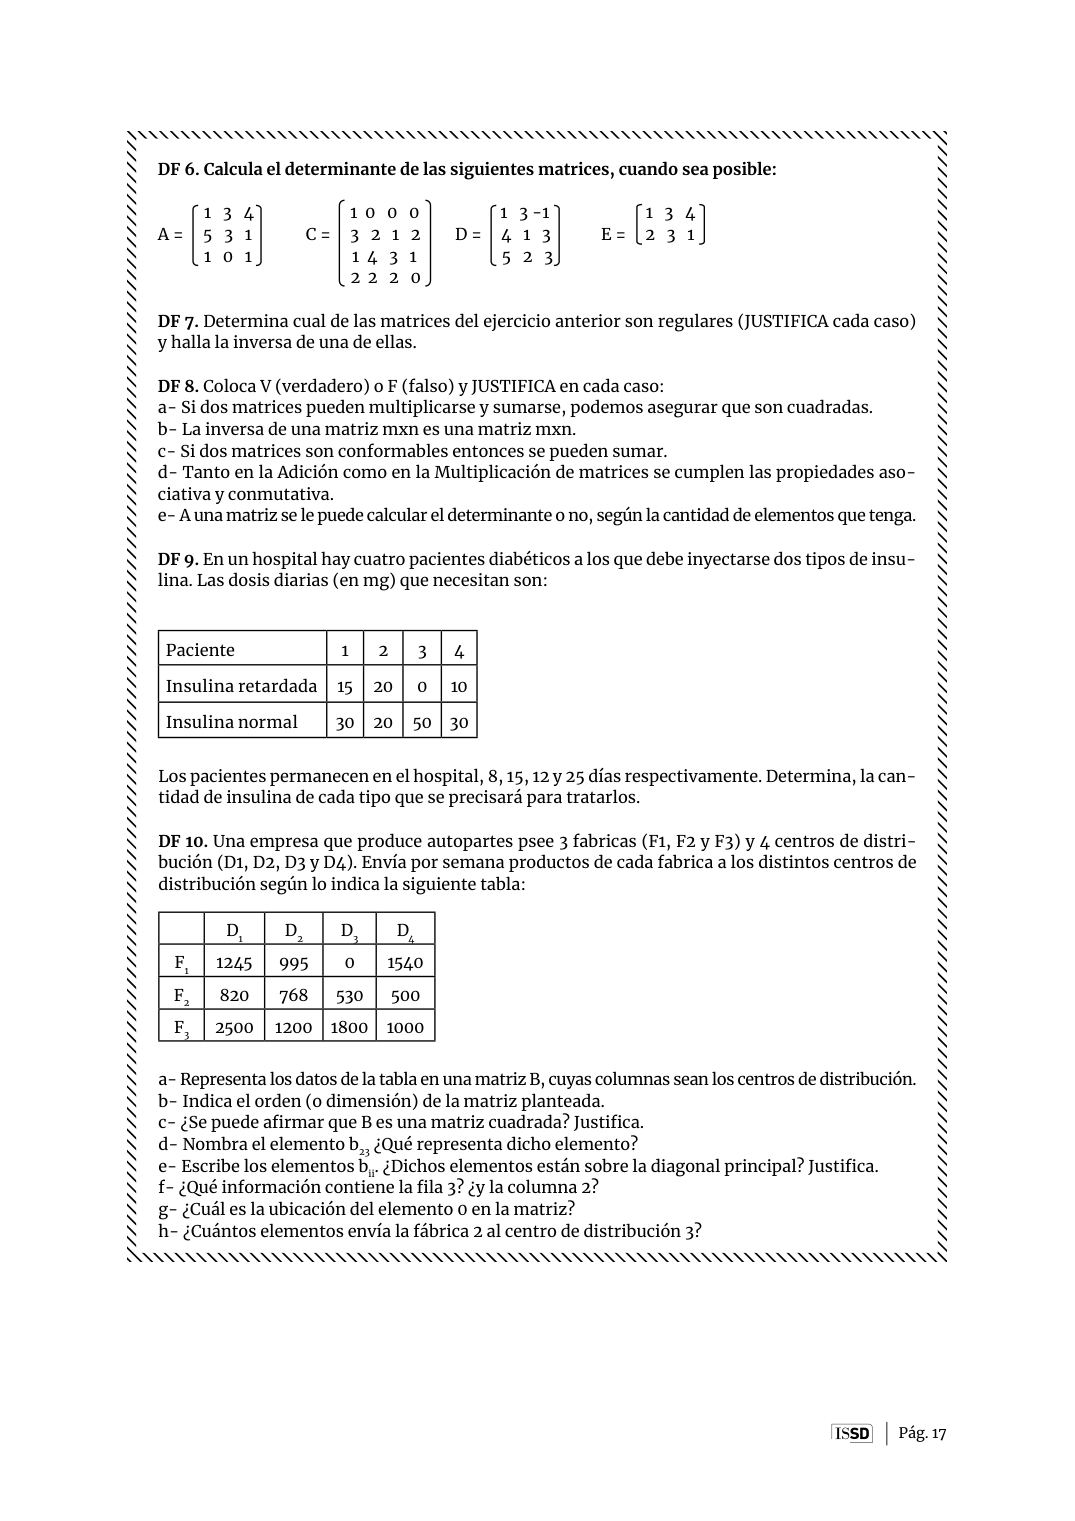 DF 6. Calcula el determinante de las siguientes matrices, cuando sea posible:
A = 1 3 4
5 3 1
1 0 1
C = 1 0 0 0
3 2 1 2
1 4 3 1
2 2 2 0
D = 1 3 -1
4 1 3
5 2 3
E = 1 3 4
2 3 1
DF 7. Determina cual de las matrices del ejercicio anterior son regulares (JUSTIFICA cada caso)
y halla la inversa de una de ellas.
DF 8. Coloca V (verdadero) o F (falso) y JUSTIFICA en cada caso:
a- Si dos matrices pueden multiplicarse y sumarse, podemos asegurar que son cuadradas.
b- La inversa de una matriz mxn es una matriz mxn.
c- Si dos matrices son conformables entonces se pueden sumar.
d- Tanto en la Adición como en la Multiplicación de matrices se cumplen las propiedades aso-
ciativa y conmutativa.
e- A una matriz se le puede calcular el determinante o no, según la cantidad de elementos que tenga.
DF 9. En un hospital hay cuatro pacientes diabéticos a los que debe inyectarse dos tipos de insu-
lina. Las dosis diarias (en mg) que necesitan son:
Paciente 1 2 3 4
Insulina retardada 15 20 0 10
Insulina normal 30 20 50 30
Los pacientes permanecen en el hospital, 8, 15, 12 y 25 días respectivamente. Determina, la can-
tidad de insulina de cada tipo que se precisará para tratarlos.
DF 10. Una empresa que produce autopartes psee 3 fabricas (F1, F2 y F3) y 4 centros de distri-
bución (D1, D2, D3 y D4). Envía por semana productos de cada fabrica a los distintos centros de
distribución según lo indica la siguiente tabla:
D1 D2 D3 D4
F1 1245 995 0 1540
F2 820 768 530 500
F3 2500 1200 1800 1000
a- Representa los datos de la tabla en una matriz B, cuyas columnas sean los centros de distribución.
b- Indica el orden (o dimensión) de la matriz planteada.
c- ¿Se puede afirmar que B es una matriz cuadrada? Justifica.
d- Nombra el elemento b23 ¿Qué representa dicho elemento?
e- Escribe los elementos bii. ¿Dichos elementos están sobre la diagonal principal? Justifica.
f- ¿Qué información contiene la fila 3? ¿y la columna 2?
g- ¿Cuál es la ubicación del elemento 0 en la matriz?
h- ¿Cuántos elementos envía la fábrica 2 al centro de distribución 3?
ISSD Pág. 17